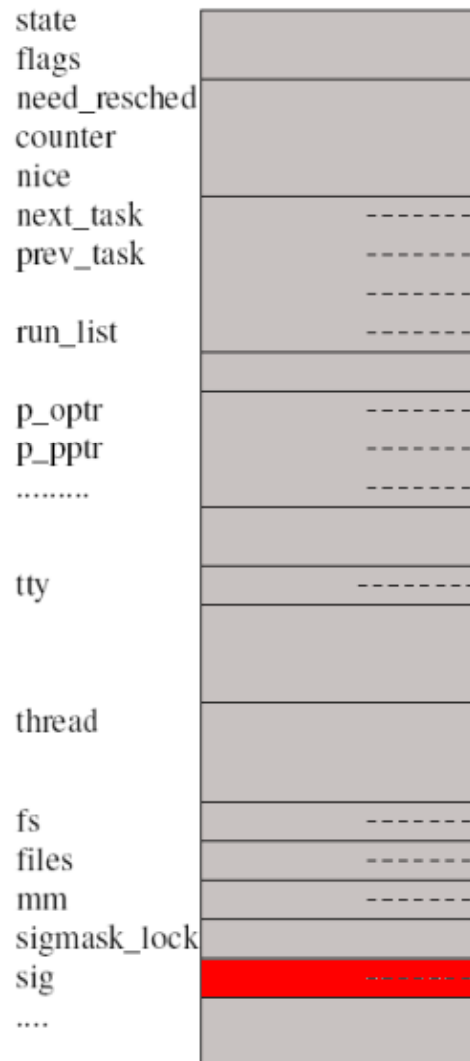 state
flags
need_resched
counter
nice
next_task
prev_task
run_list
p_optr
p_pptr
.........
tty
thread
fs
files
mm
sigmask_lock
sig
....